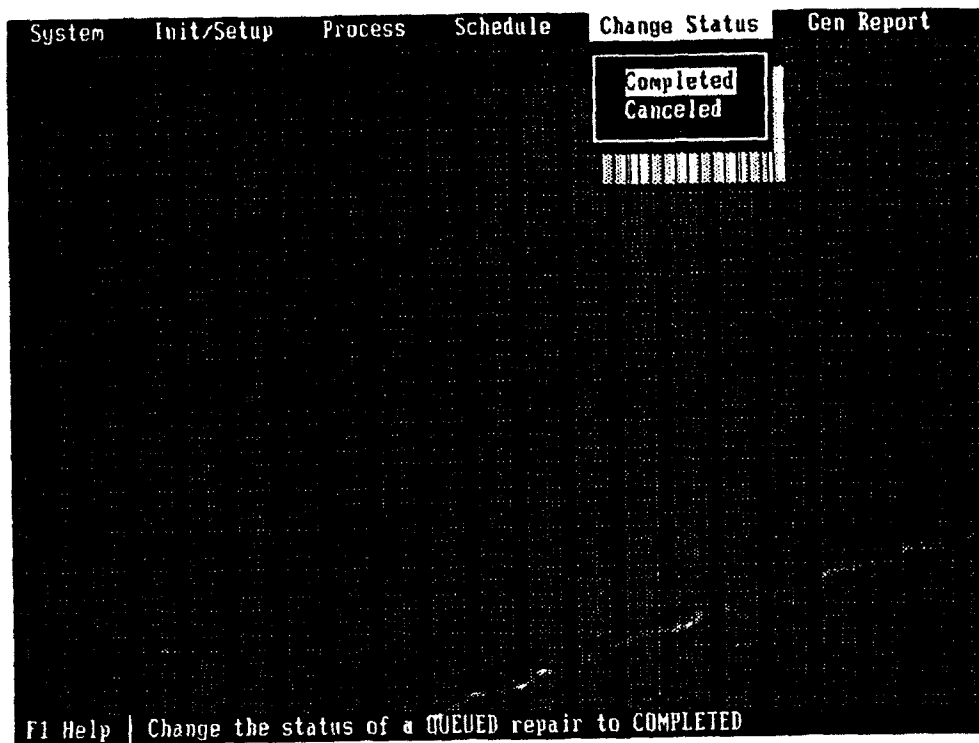 System Init/Setup Process Schedule Change Status Gen Report
Completed
Canceled
F1 Help | Change the status of a QUEUED repair to COMPLETED